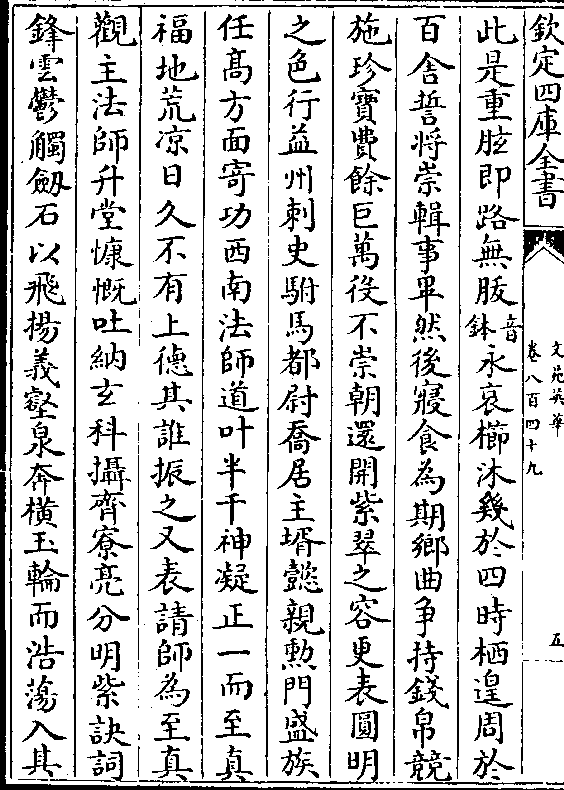 欽定四庫全書
文苑英華
卷八百四十九
五
此是重胝即路無胈音鉢永哀櫛沐幾於四時栖遑周於
百舍誓將崇輯事畢然後寢食為期鄉曲争持錢帛競
施珍寶費餘巨萬役不崇朝還開紫翠之容更表圓明
之色行益州刺史駙馬都尉喬居主壻懿親勲門盛族
任髙方面寄功西南法師道叶半千神凝正一而至真
福地荒凉日久不有上德其誰振之又表請師為至真
觀主法師升堂慷慨吐納玄科攝齊寮亮分明紫訣詞
鋒雲鬱觸劔石以飛揚義壑泉奔横玉輪而浩蕩入其